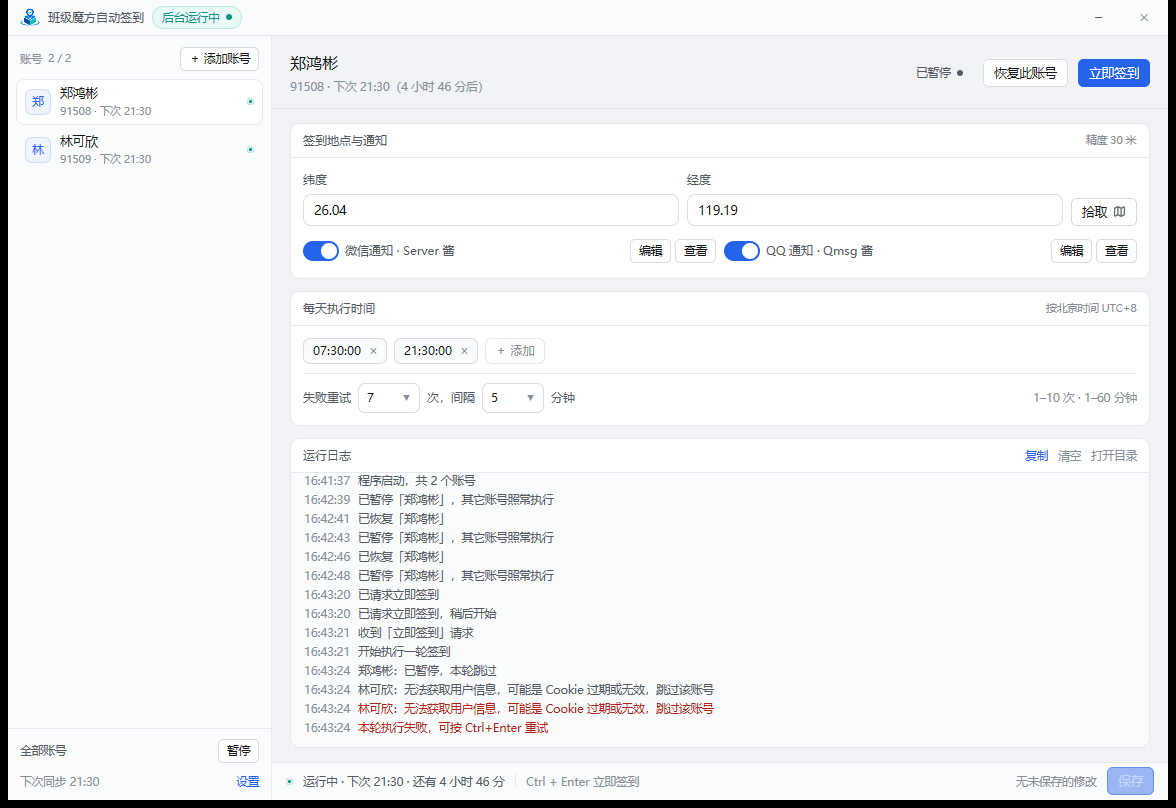 班级魔方自动签到 后台运行中
账号 2 / 2 + 添加账号
郑 郑鸿彬
91508 · 下次 21:30
林 林可欣
91509 · 下次 21:30
全部账号 暂停
下次同步 21:30 设置
郑鸿彬
91508 · 下次 21:30（4 小时 46 分后）
已暂停 恢复此账号 立即签到
签到地点与通知 精度 30 米
纬度 经度
26.04 119.19 拾取
微信通知 · Server 酱 编辑 查看 QQ 通知 · Qmsg 酱 编辑 查看
每天执行时间 按北京时间 UTC+8
07:30:00 × 21:30:00 × + 添加
失败重试 7 次，间隔 5 分钟 1–10 次 · 1–60 分钟
运行日志 复制 清空 打开目录
16:41:37 程序启动，共 2 个账号
16:42:39 已暂停「郑鸿彬」，其它账号照常执行
16:42:41 已恢复「郑鸿彬」
16:42:43 已暂停「郑鸿彬」，其它账号照常执行
16:42:46 已恢复「郑鸿彬」
16:42:48 已暂停「郑鸿彬」，其它账号照常执行
16:43:20 已请求立即签到
16:43:20 已请求立即签到，稍后开始
16:43:21 收到「立即签到」请求
16:43:21 开始执行一轮签到
16:43:24 郑鸿彬：已暂停，本轮跳过
16:43:24 林可欣：无法获取用户信息，可能是 Cookie 过期或无效，跳过该账号
16:43:24 林可欣：无法获取用户信息，可能是 Cookie 过期或无效，跳过该账号
16:43:24 本轮执行失败，可按 Ctrl+Enter 重试
运行中 · 下次 21:30 · 还有 4 小时 46 分 Ctrl + Enter 立即签到 无未保存的修改 保存